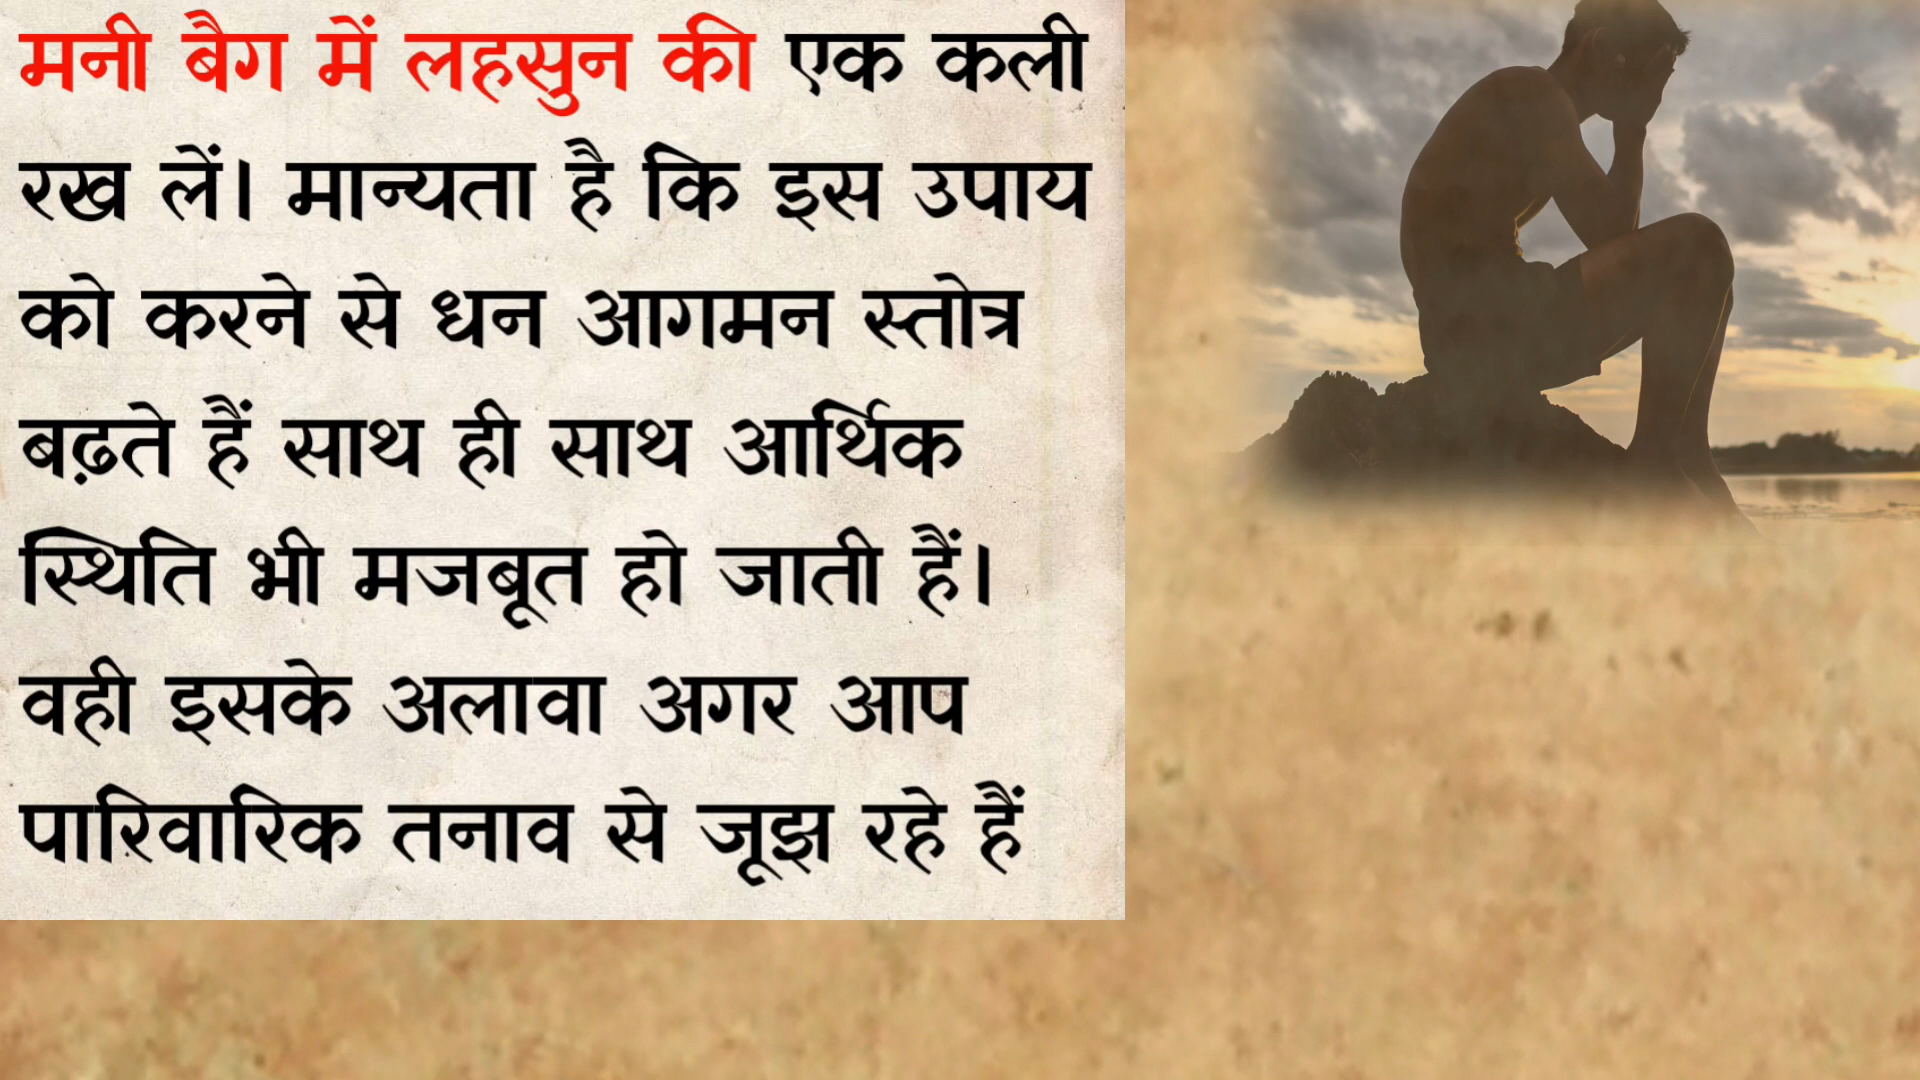 मनी बैग में लहसुन की एक कली
रख लें। मान्यता है कि इस उपाय
को करने से धन आगमन स्तोत्र
बढ़ते हैं साथ ही साथ आर्थिक
स्थिति भी मजबूत हो जाती हैं।
वही इसके अलावा अगर आप
पारिवारिक तनाव से जूझ रहे हैं